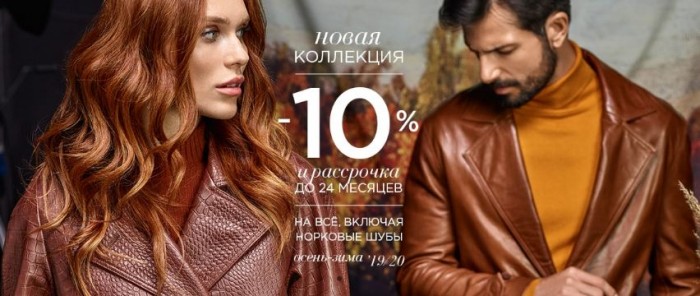 новая
КОЛЛЕКЦИЯ
-10%
и рассрочка
ДО 24 МЕСЯЦЕВ
НА ВСЁ, ВКЛЮЧАЯ
НОРКОВЫЕ ШУБЫ
осень-зима '19/20